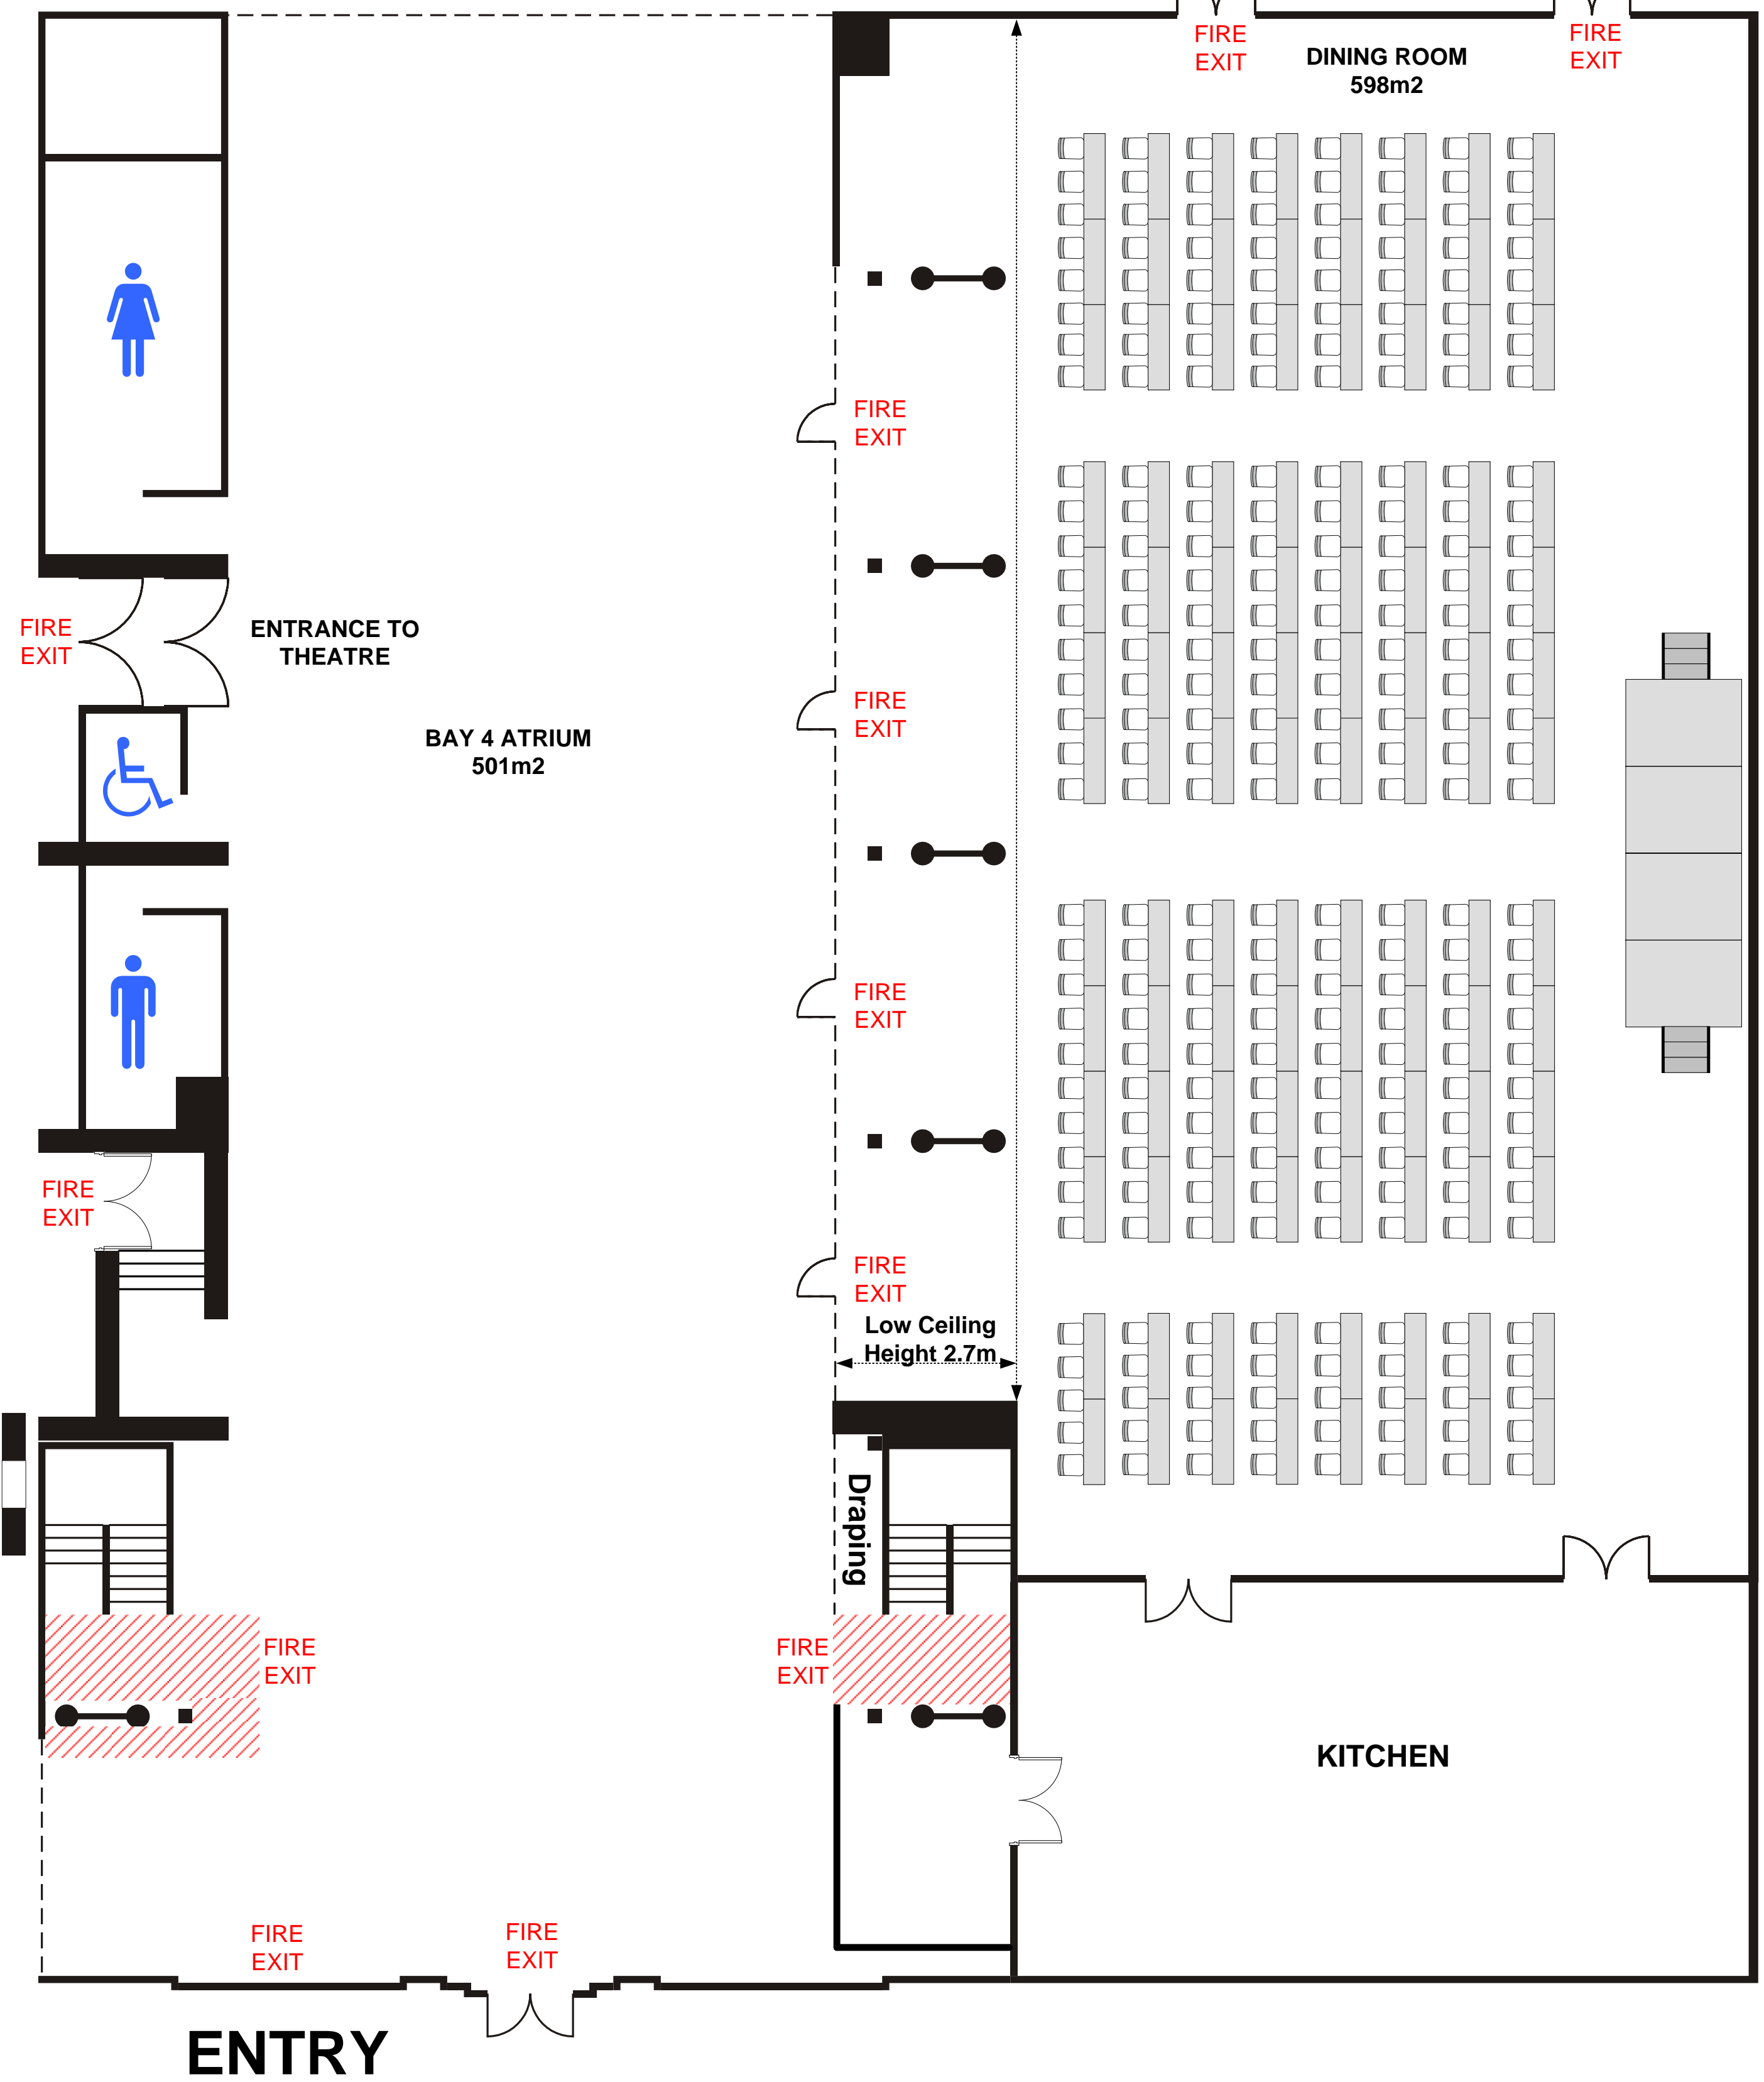 FIRE
EXIT
FIRE
EXIT
DINING ROOM
598m2
FIRE
EXIT
FIRE
EXIT
ENTRANCE TO
THEATRE
FIRE
EXIT
BAY 4 ATRIUM
501m2
FIRE
EXIT
FIRE
EXIT
FIRE
EXIT
Low Ceiling
Height 2.7m
Draping
FIRE
EXIT
FIRE
EXIT
KITCHEN
FIRE
EXIT
FIRE
EXIT
ENTRY